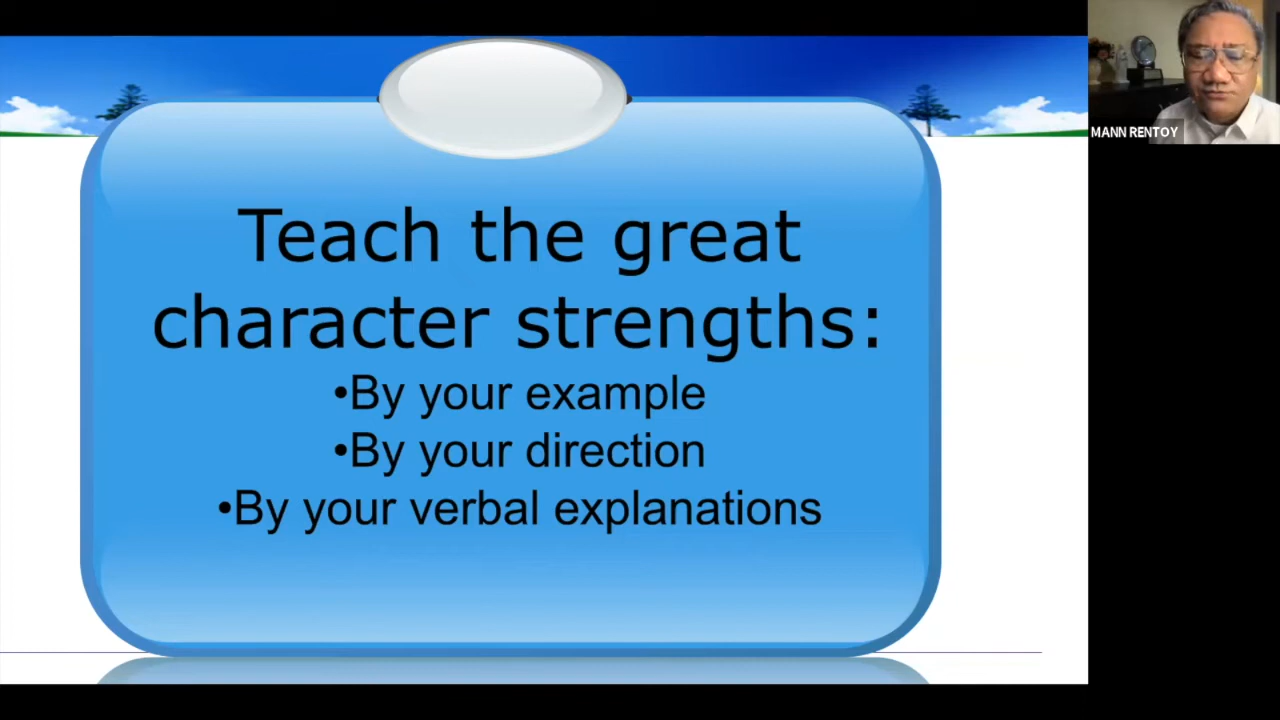 Teach the great
character strengths:
•By your example
•By your direction
•By your verbal explanations
MANN RENTOY